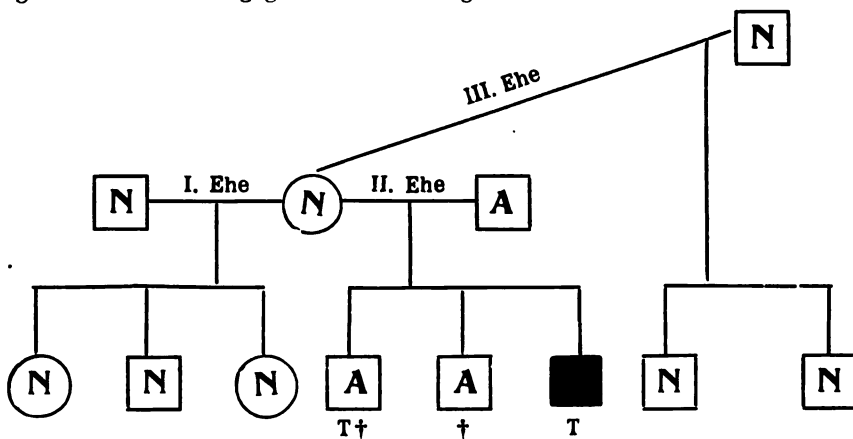 N
III. Ehe
N I. Ehe N II. Ehe A
N N N A A N N
T† † T